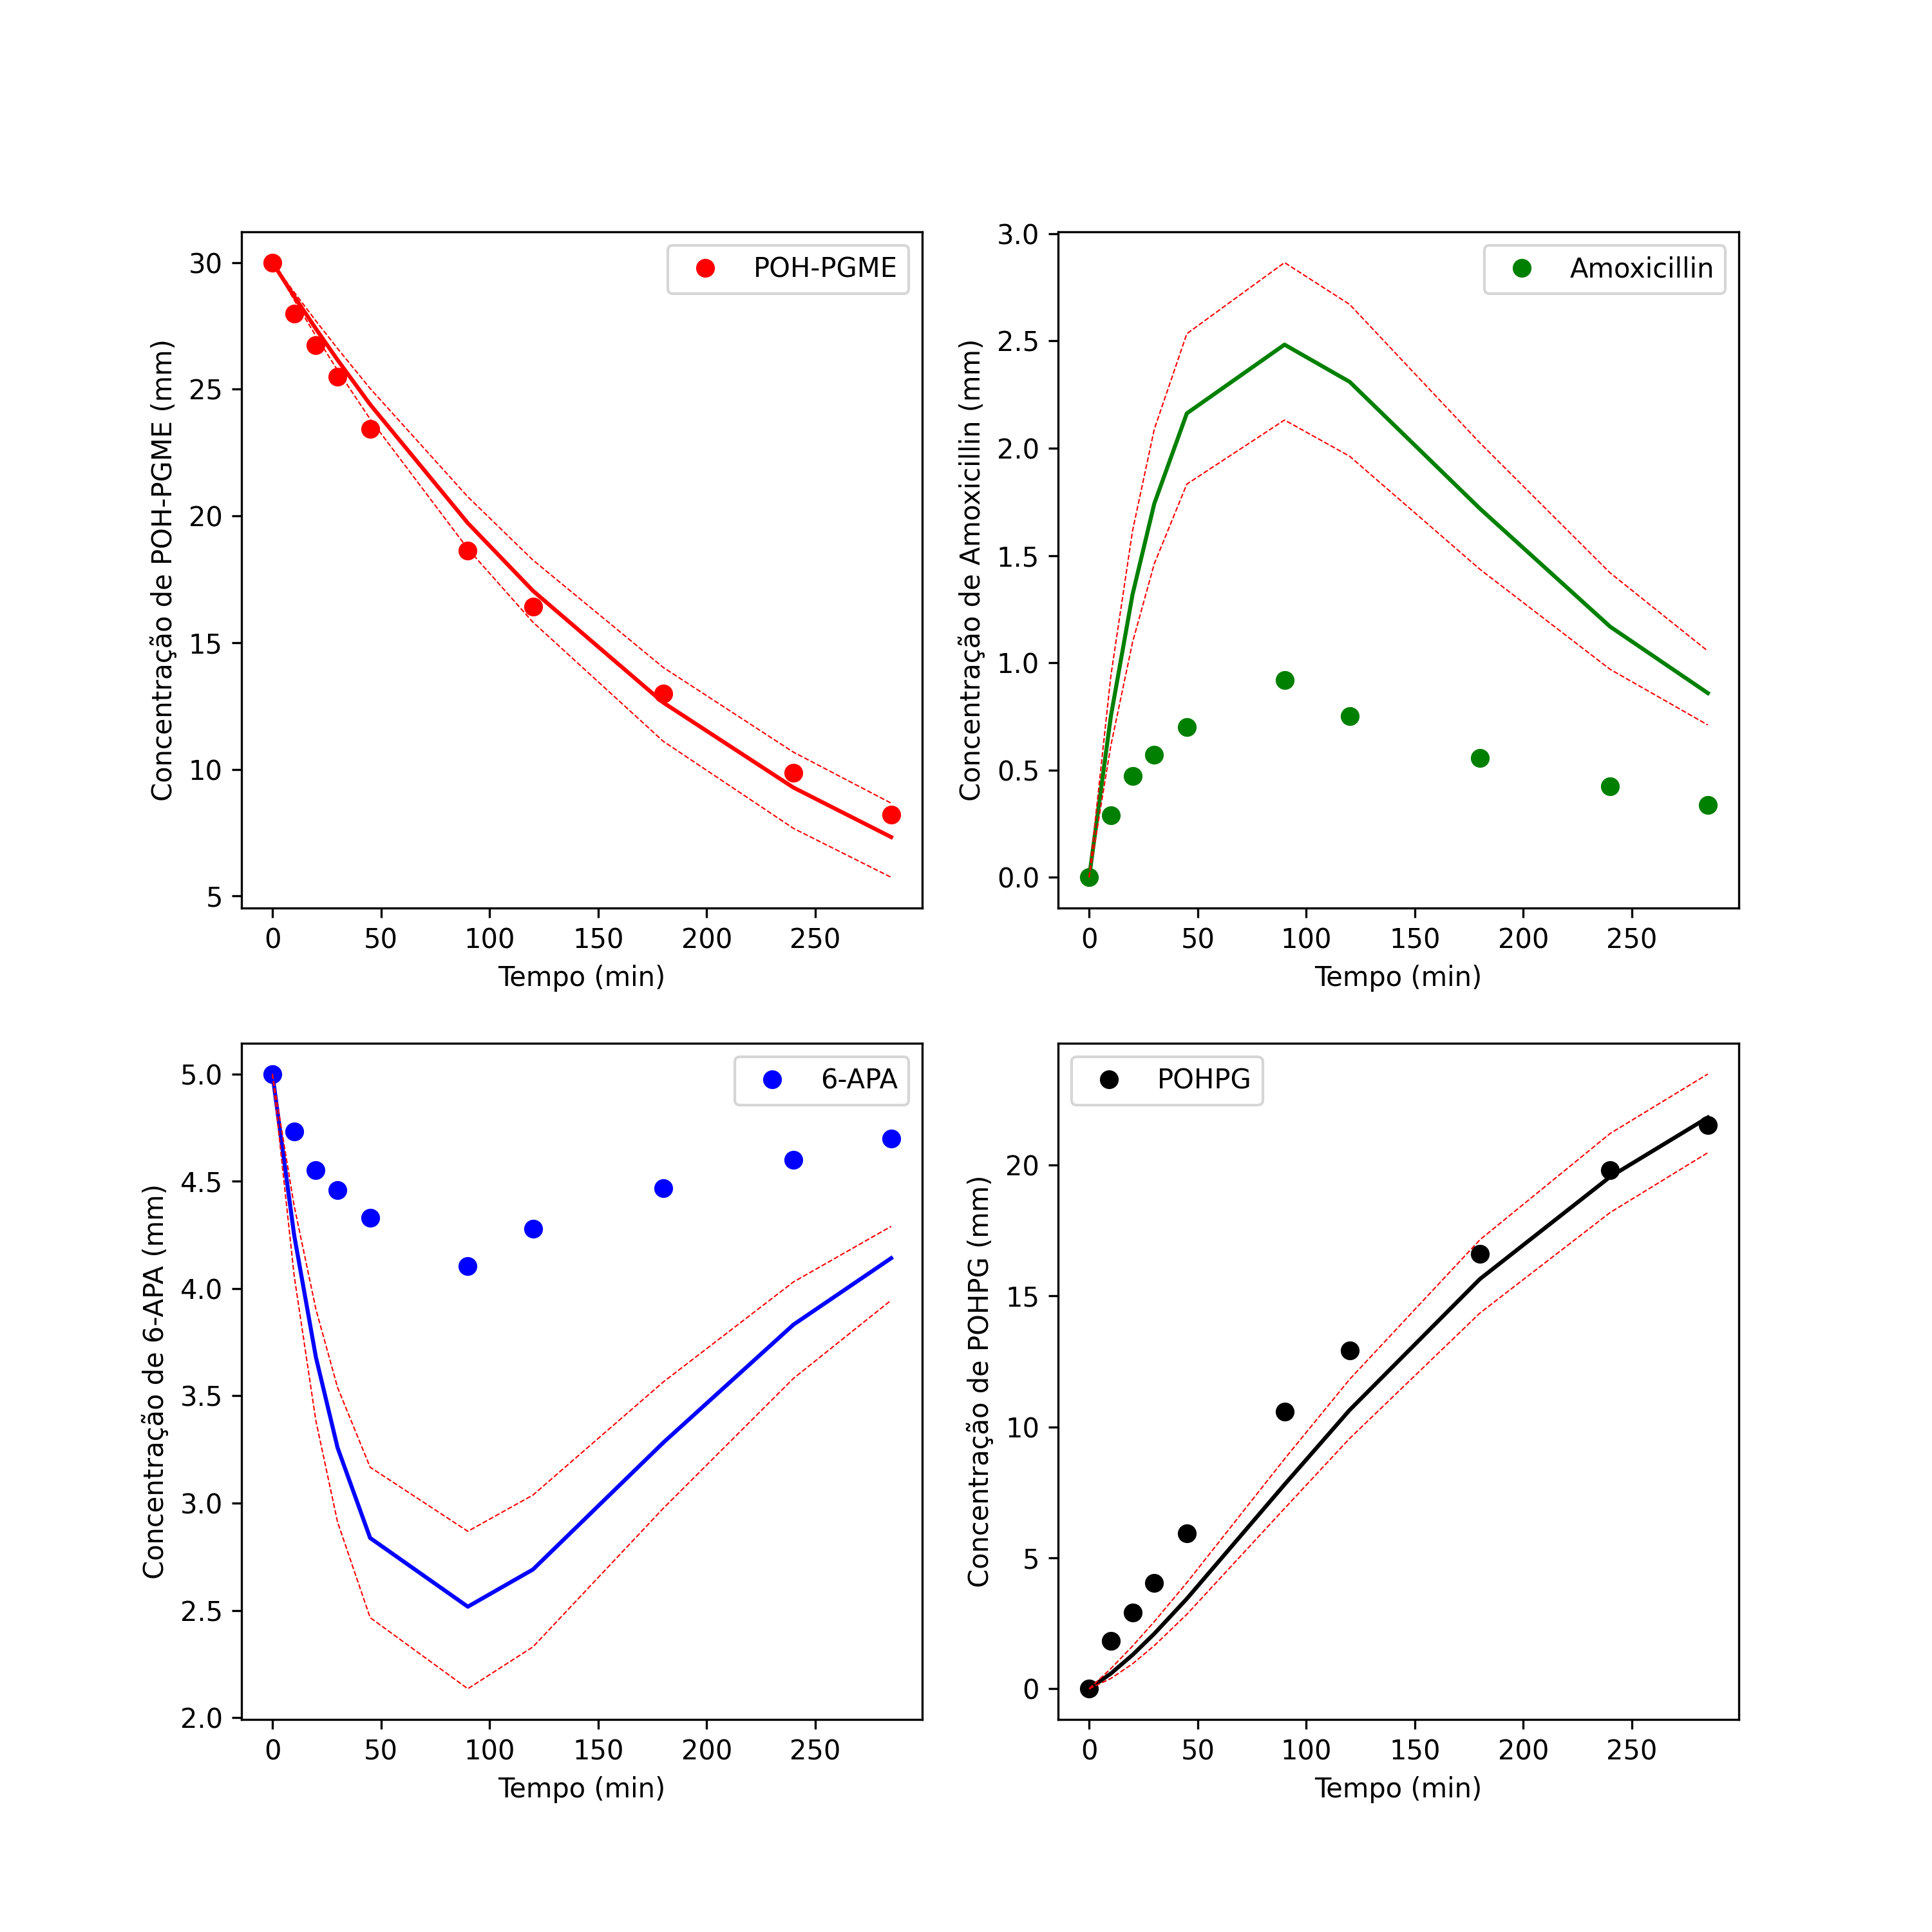 POH-PGME
Concentração de POH-PGME (mm)
30
25
20
15
10
5
0 50 100 150 200 250
Tempo (min)
Amoxicillin
Concentração de Amoxicillin (mm)
3.0
2.5
2.0
1.5
1.0
0.5
0.0
0 50 100 150 200 250
Tempo (min)
6-APA
Concentração de 6-APA (mm)
5.0
4.5
4.0
3.5
3.0
2.5
2.0
0 50 100 150 200 250
Tempo (min)
POHPG
Concentração de POHPG (mm)
20
15
10
5
0
0 50 100 150 200 250
Tempo (min)